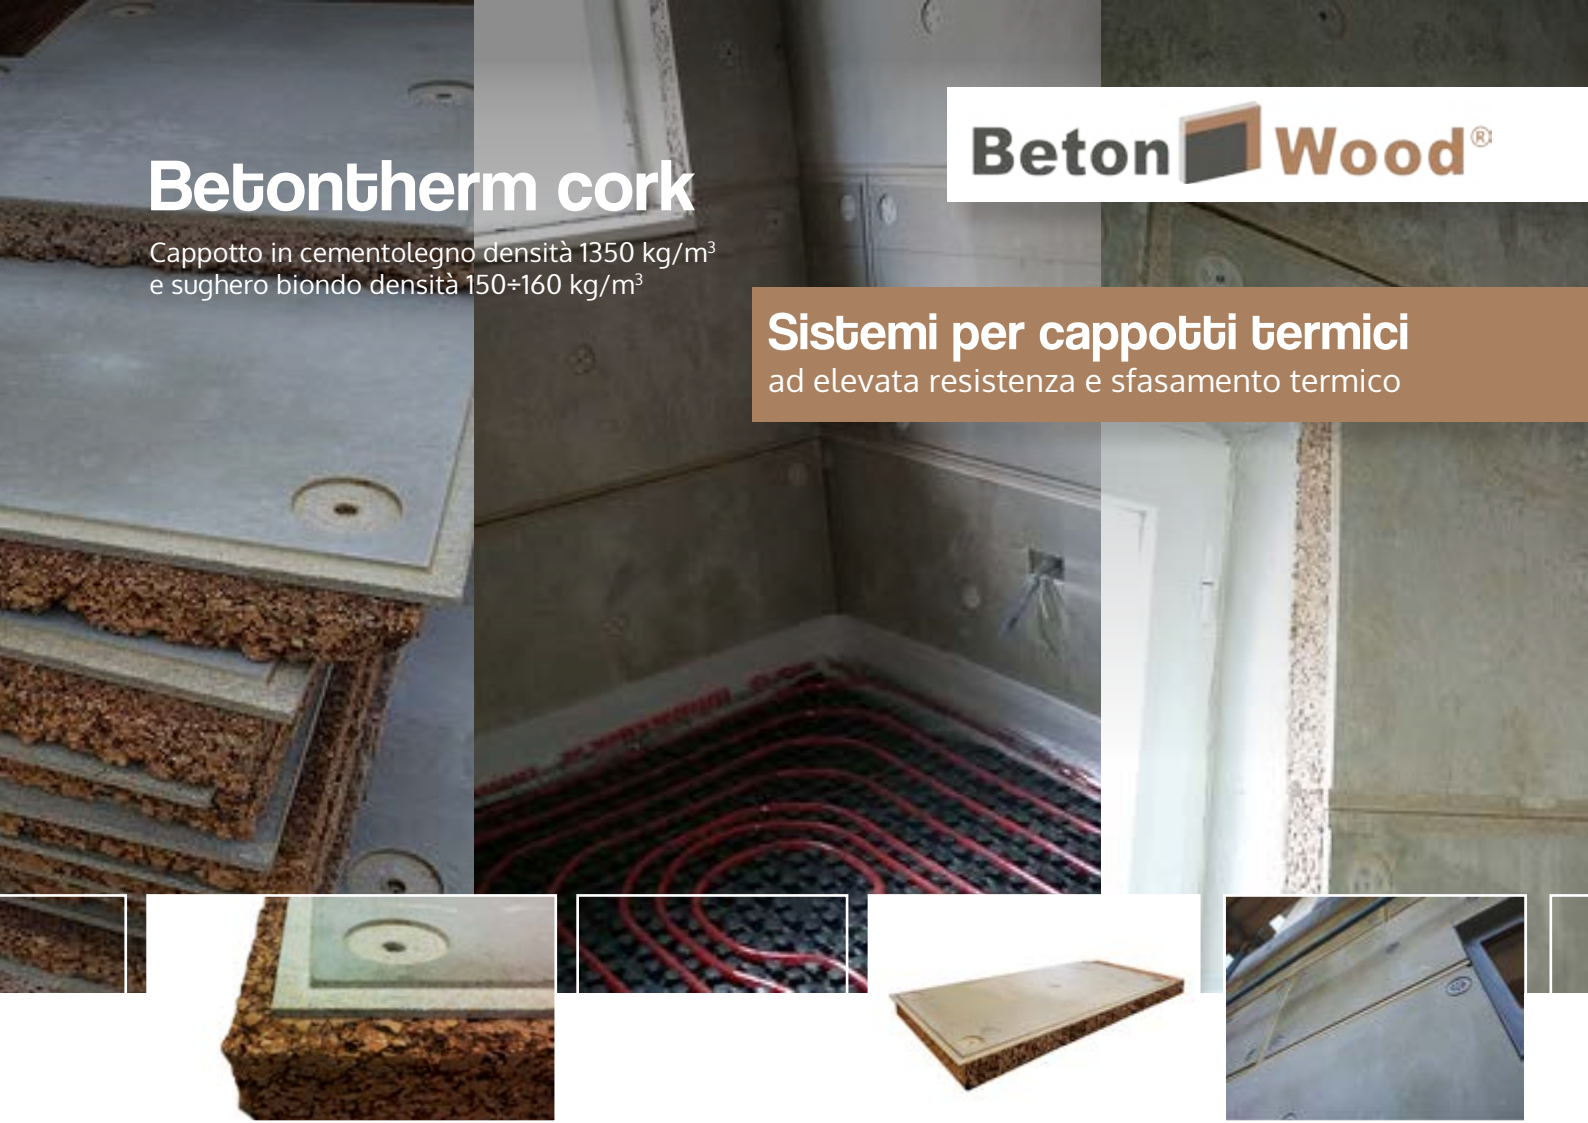 Beton Wood®
Betontherm cork
Cappotto in cementolegno densità 1350 kg/m³
e sughero biondo densità 150÷160 kg/m³
Sistemi per cappotti termici
ad elevata resistenza e sfasamento termico